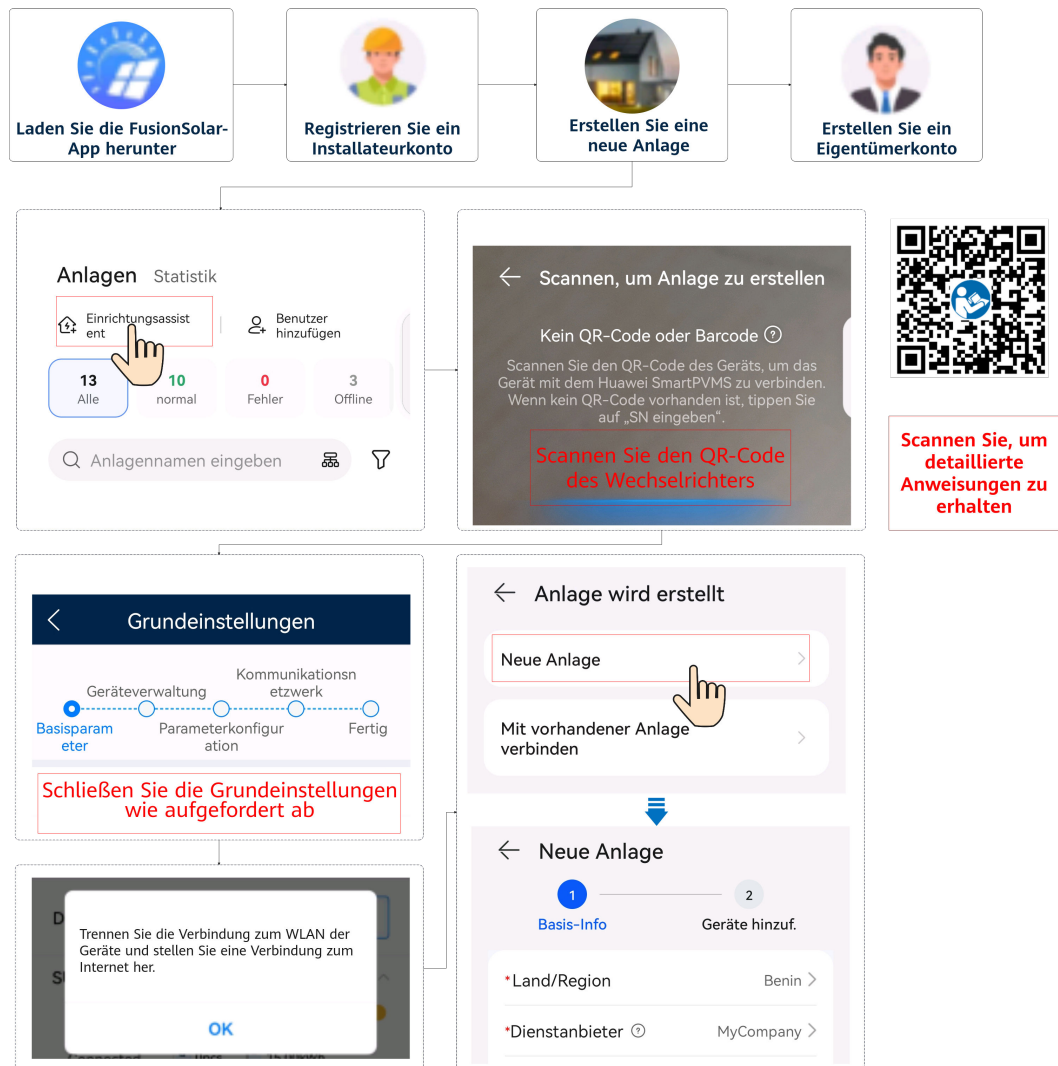 Laden Sie die FusionSolar-
App herunter
Registrieren Sie ein
Installateurkonto
Erstellen Sie eine
neue Anlage
Erstellen Sie ein
Eigentümerkonto
Anlagen Statistik
Einrichtungsassist
ent
Benutzer
hinzufügen
13
Alle
10
normal
0
Fehler
3
Offline
Anlagennamen eingeben
Scannen, um Anlage zu erstellen
Kein QR-Code oder Barcode ?
Scannen Sie den QR-Code des Geräts, um das
Gerät mit dem Huawei SmartPVMS zu verbinden.
Wenn kein QR-Code vorhanden ist, tippen Sie
auf „SN eingeben“.
Scannen Sie den QR-Code
des Wechselrichters
Scannen Sie, um
detaillierte
Anweisungen zu
erhalten
Grundeinstellungen
Kommunikationsn
etzwerk
Geräteverwaltung
Basisparam
eter
Parameterkonfigur
ation
Fertig
Schließen Sie die Grundeinstellungen
wie aufgefordert ab
Trennen Sie die Verbindung zum WLAN der
Geräte und stellen Sie eine Verbindung zum
Internet her.
OK
Anlage wird erstellt
Neue Anlage
Mit vorhandener Anlage
verbinden
Neue Anlage
1
2
Basis-Info
Geräte hinzuf.
*Land/Region
Benin
*Dienstanbieter ?
MyCompany